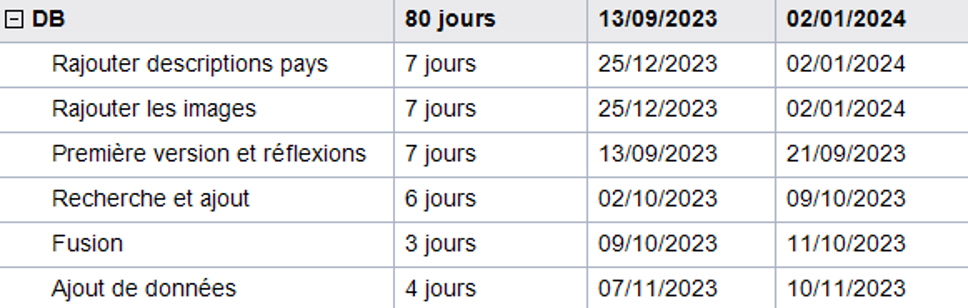 DB 80 jours 13/09/2023 02/01/2024
Rajouter descriptions pays 7 jours 25/12/2023 02/01/2024
Rajouter les images 7 jours 25/12/2023 02/01/2024
Première version et réflexions 7 jours 13/09/2023 21/09/2023
Recherche et ajout 6 jours 02/10/2023 09/10/2023
Fusion 3 jours 09/10/2023 11/10/2023
Ajout de données 4 jours 07/11/2023 10/11/2023